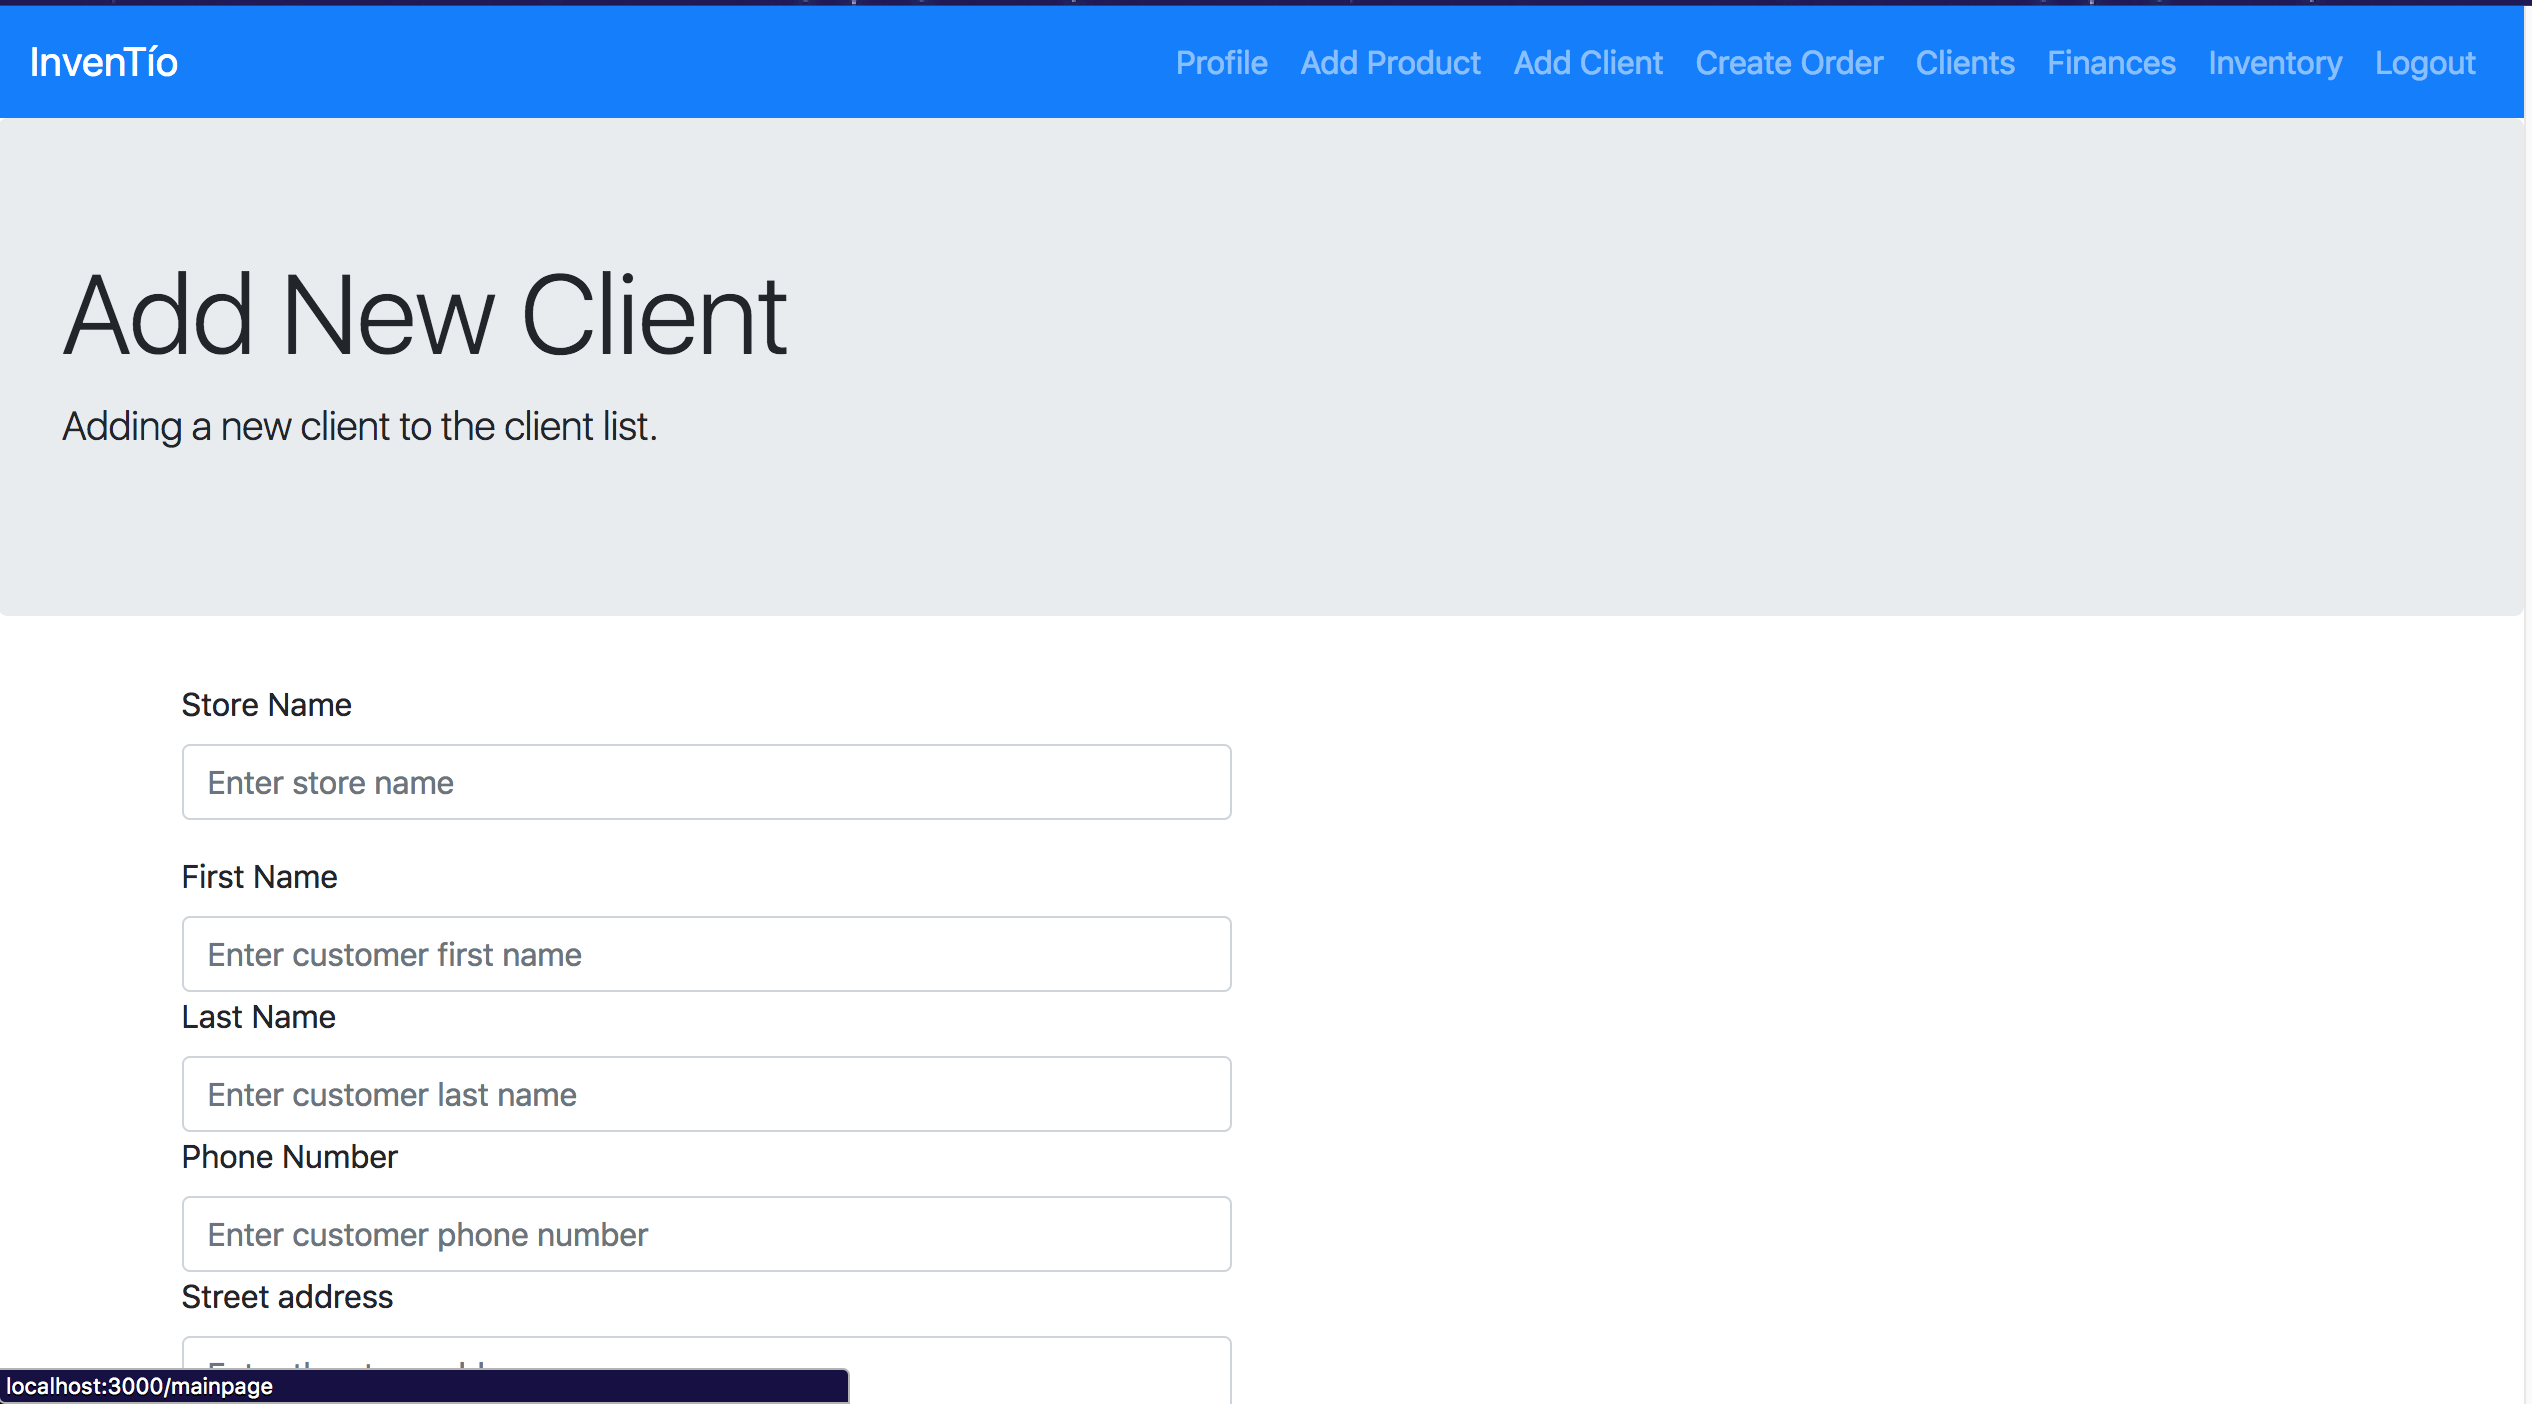 InvenTío Profile Add Product Add Client Create Order Clients Finances Inventory Logout
Add New Client
Adding a new client to the client list.
Store Name
Enter store name
First Name
Enter customer first name
Last Name
Enter customer last name
Phone Number
Enter customer phone number
Street address
localhost:3000/mainpage